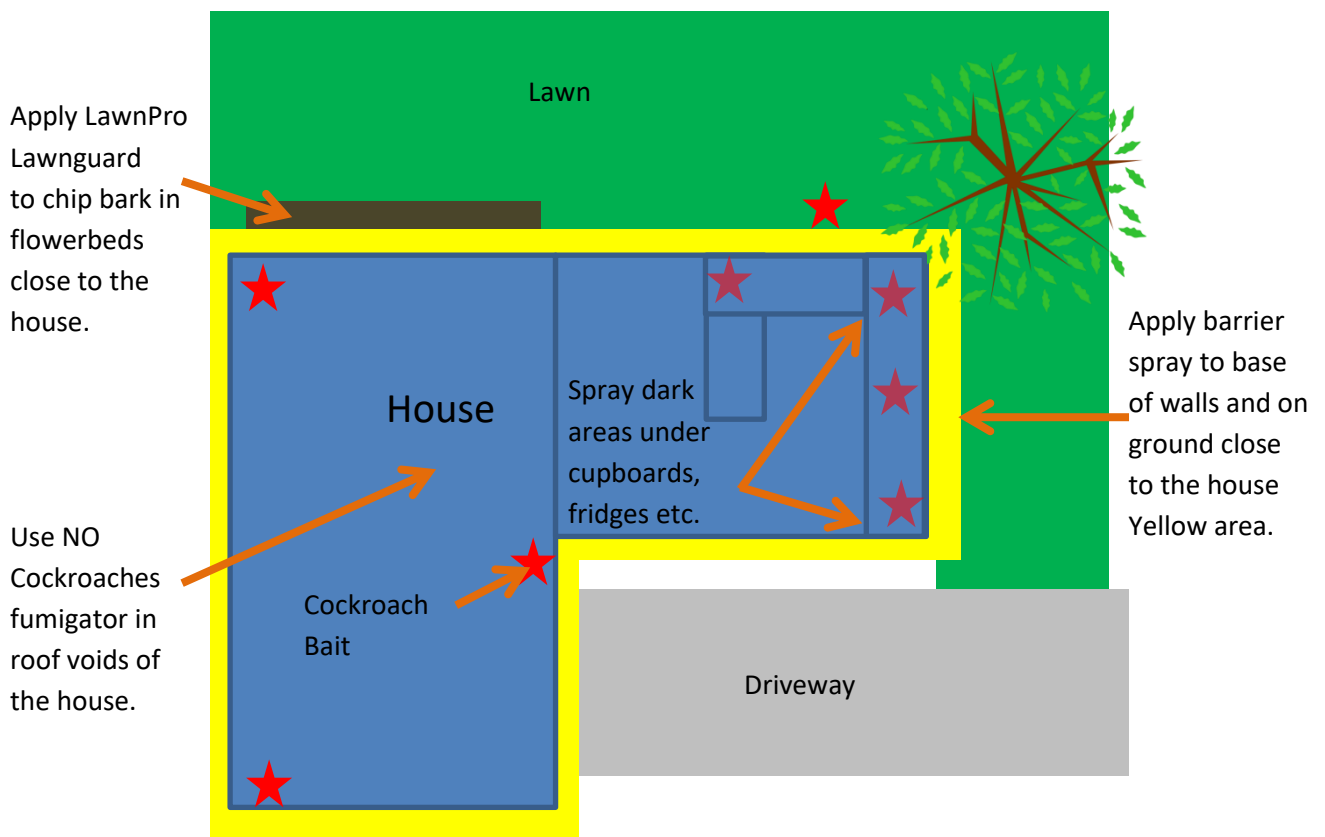 Lawn
Apply LawnPro
Lawnguard
to chip bark in
flowerbeds
close to the
house.
Apply barrier
spray to base
of walls and on
ground close
to the house
Yellow area.
House
Spray dark
areas under
cupboards,
fridges etc.
Use NO
Cockroaches
fumigator in
roof voids of
the house.
Cockroach
Bait
Driveway